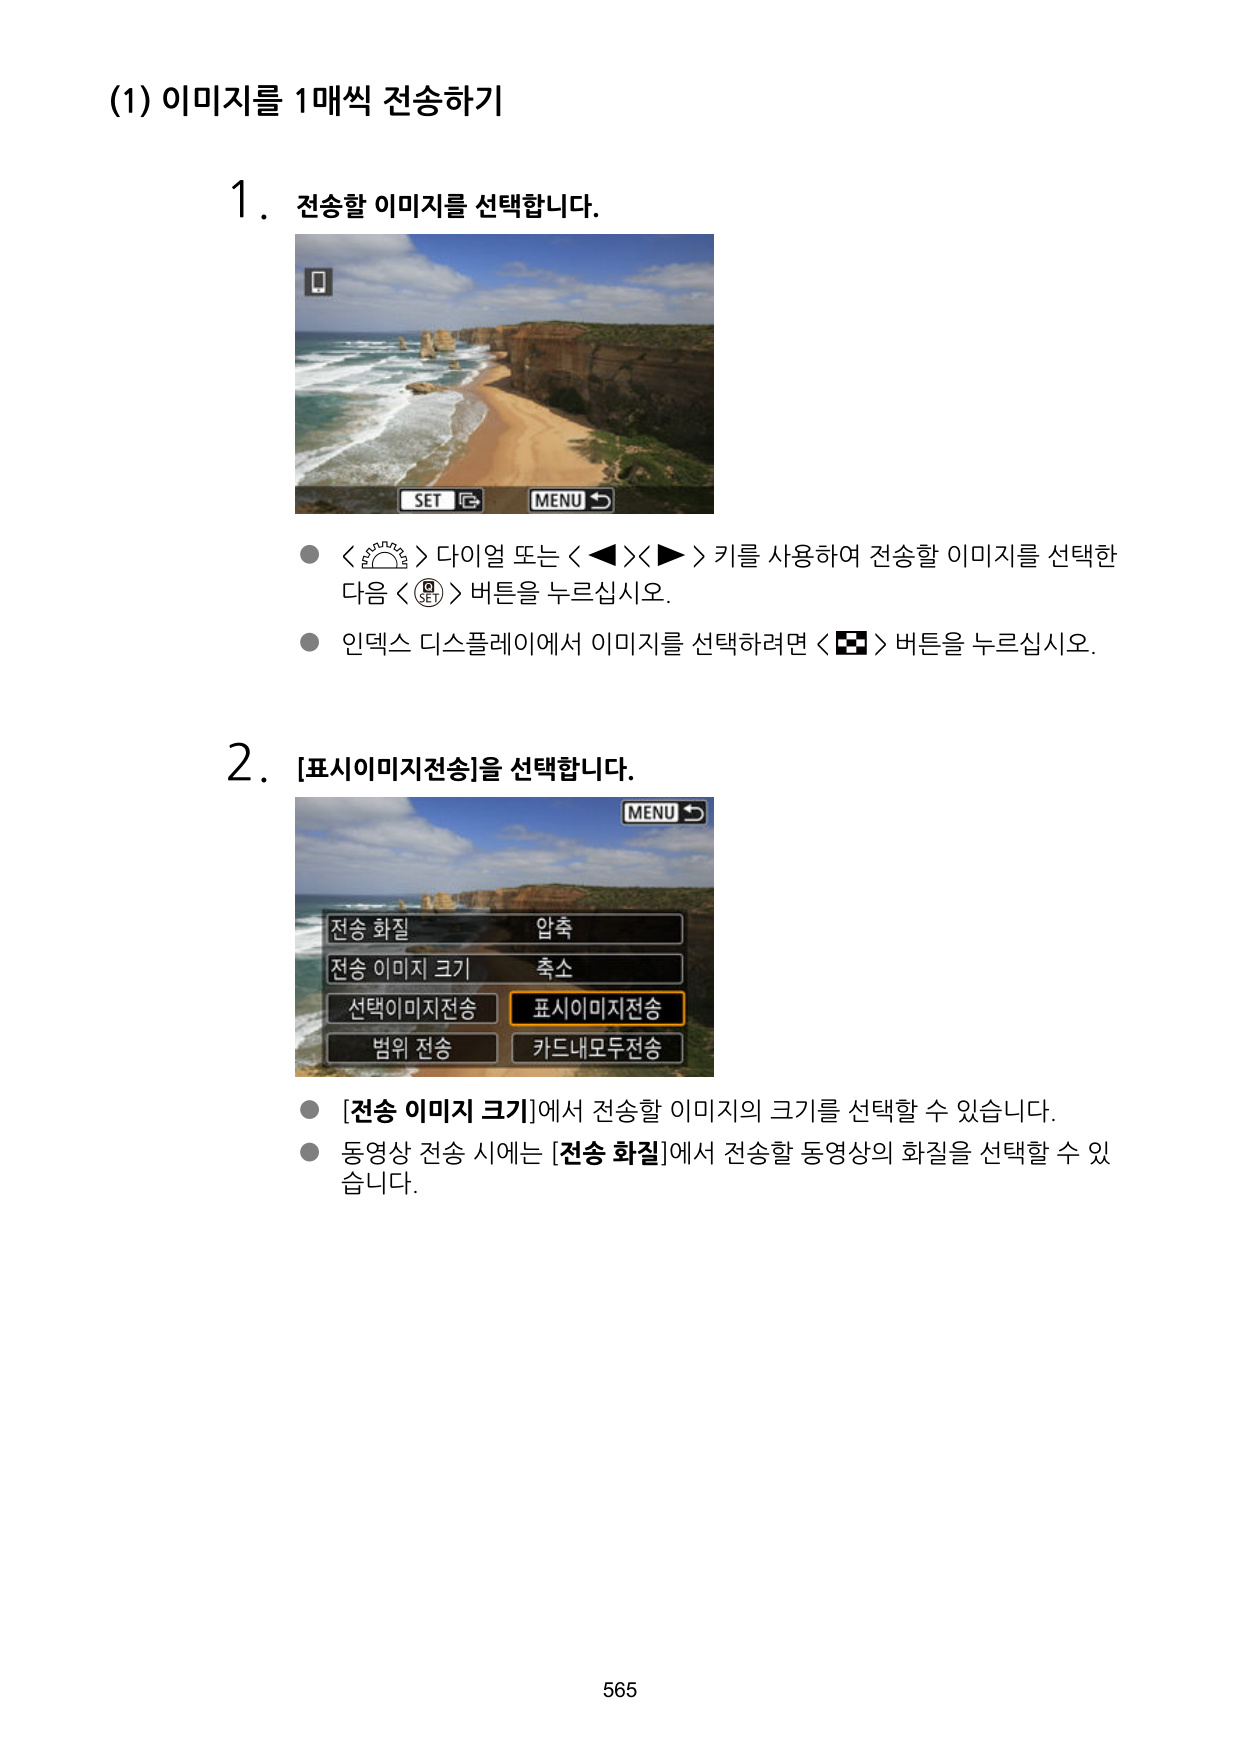 (1) 이미지를 1매씩 전송하기
1. 전송할 이미지를 선택합니다.
SET MENU
● < > 다이얼 또는 < ◀ >< ▶ > 키를 사용하여 전송할 이미지를 선택한
다음 < Q SET > 버튼을 누르십시오.
● 인덱스 디스플레이에서 이미지를 선택하려면 < > 버튼을 누르십시오.
2. [표시이미지전송]을 선택합니다.
MENU
전송 화질 압축
전송 이미지 크기 축소
선택이미지전송 표시이미지전송
범위 전송 카드내모두전송
● [전송 이미지 크기]에서 전송할 이미지의 크기를 선택할 수 있습니다.
● 동영상 전송 시에는 [전송 화질]에서 전송할 동영상의 화질을 선택할 수 있
습니다.
565